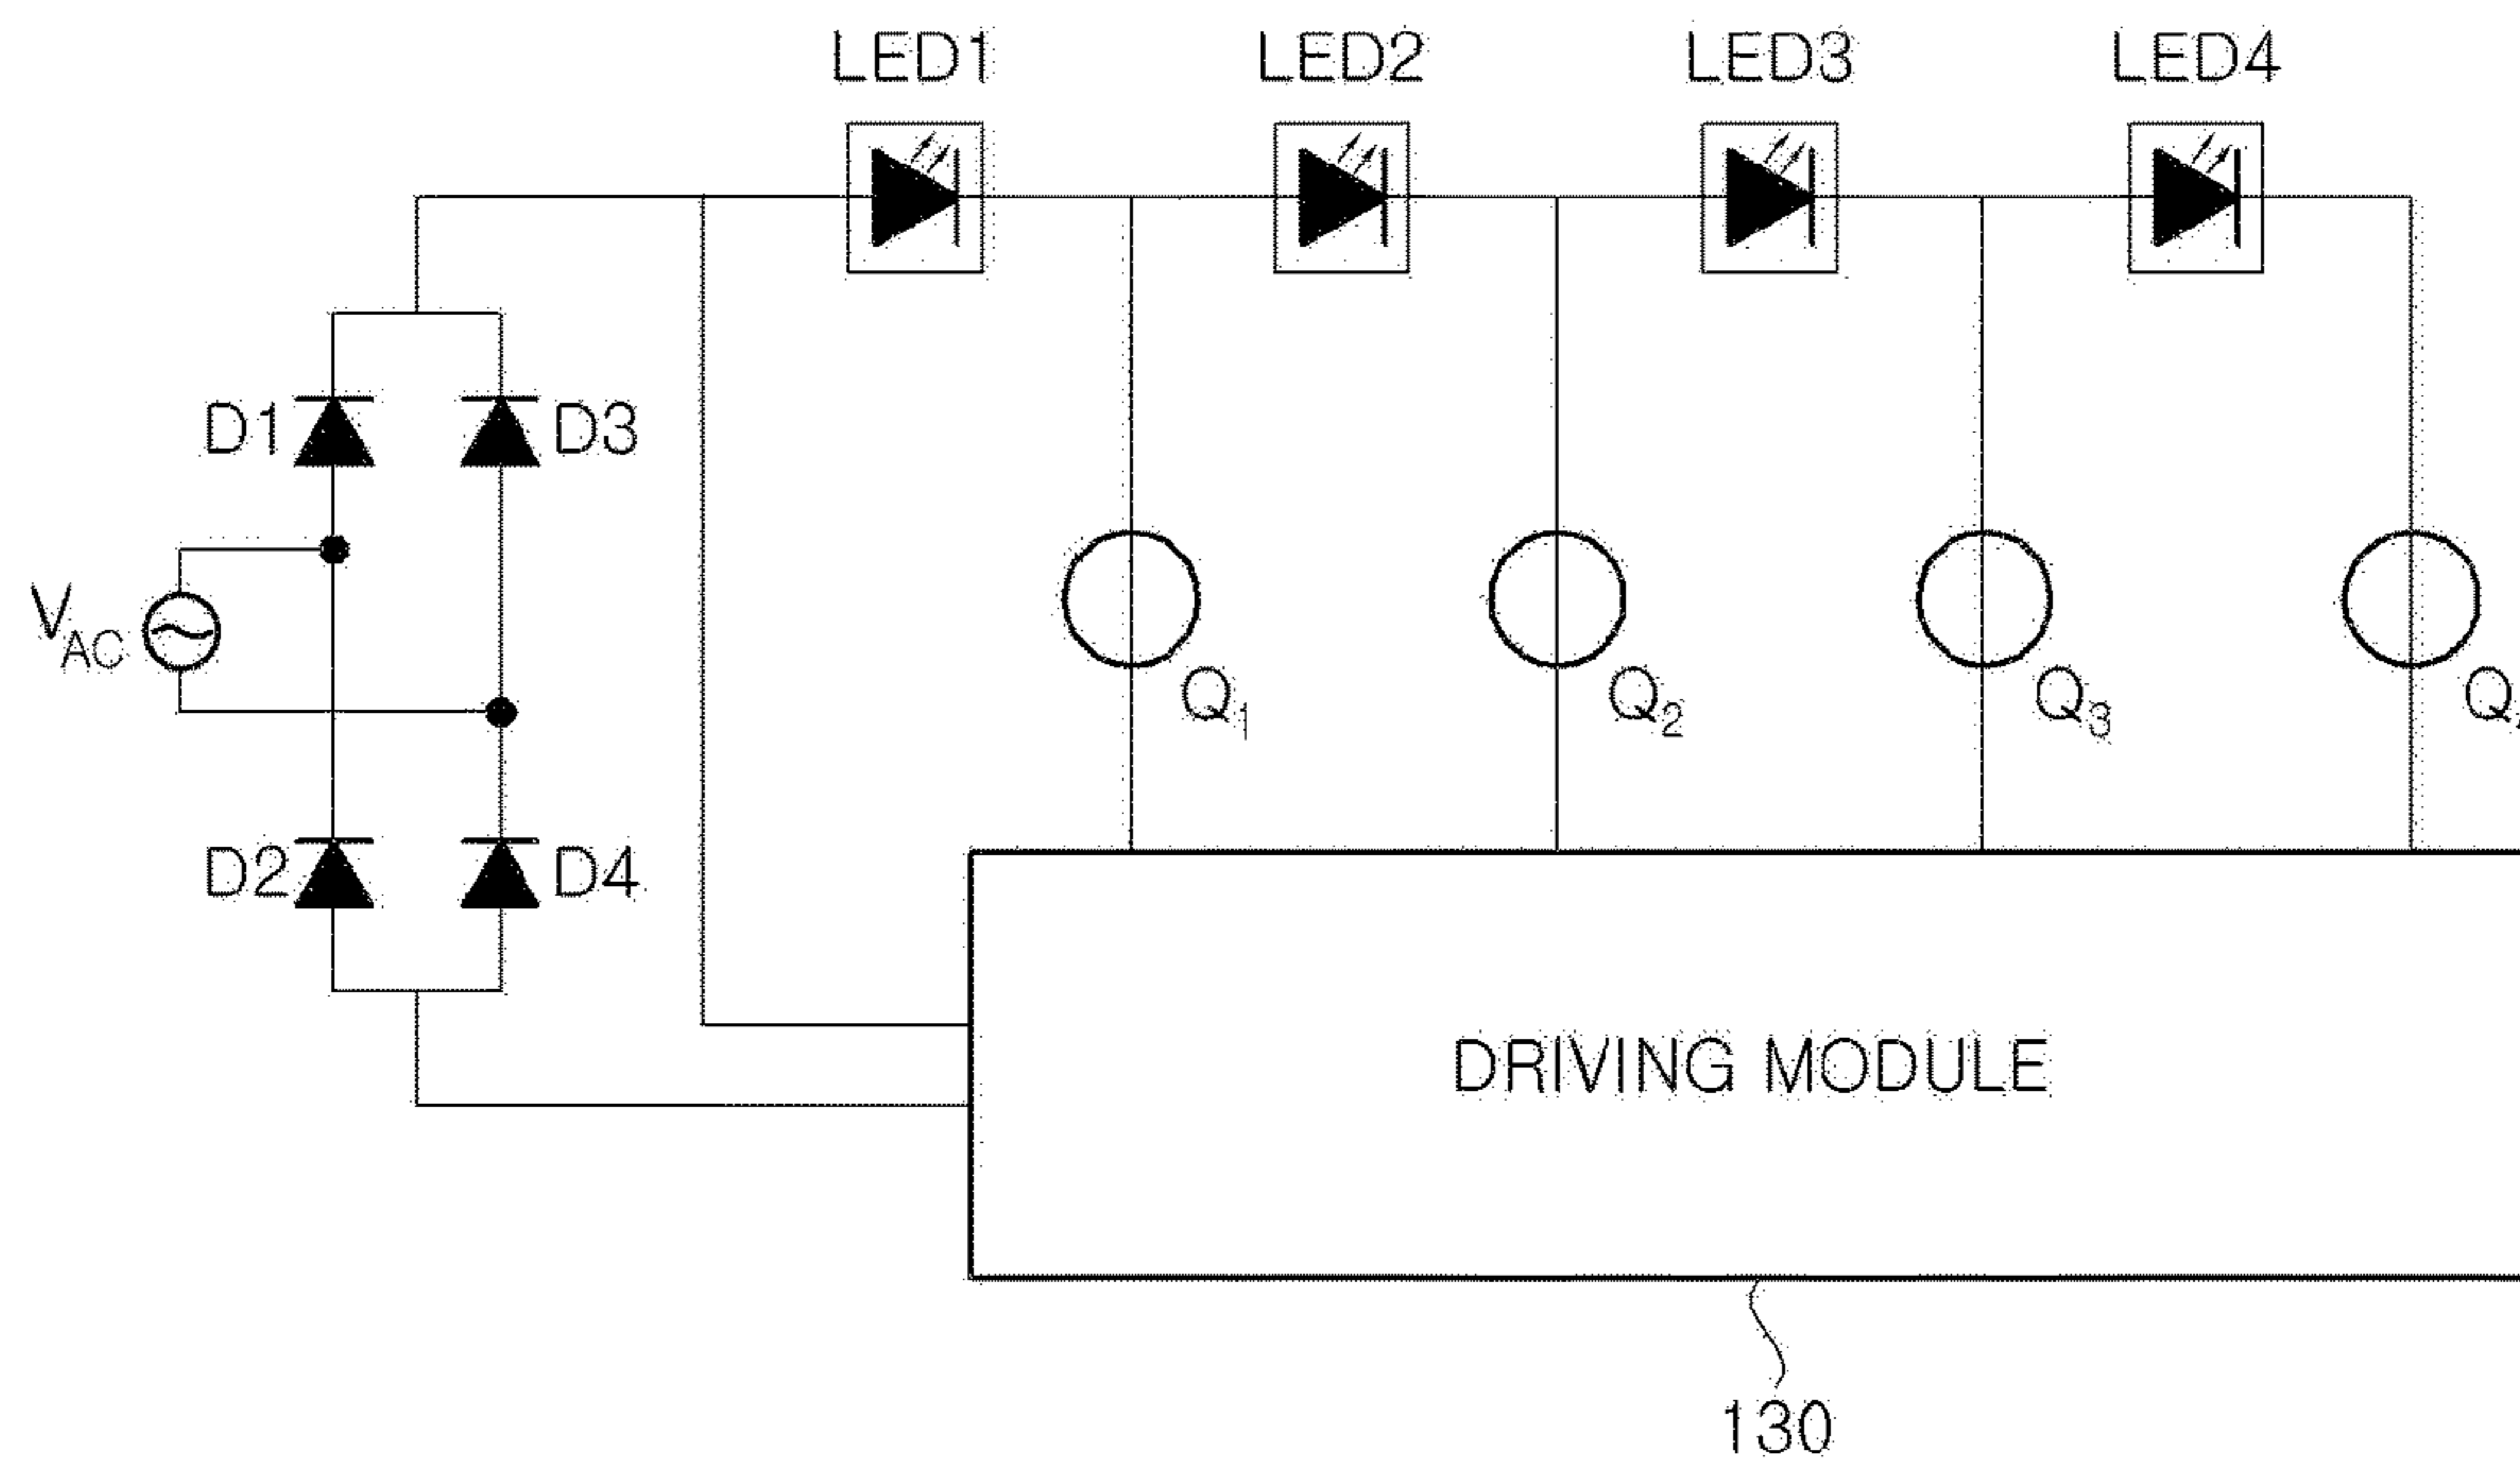 LED1 LED2 LED3 LED4
D1 D3
VAC
Q1 Q2 Q3 Q
D2 D4
DRIVING MODULE
130